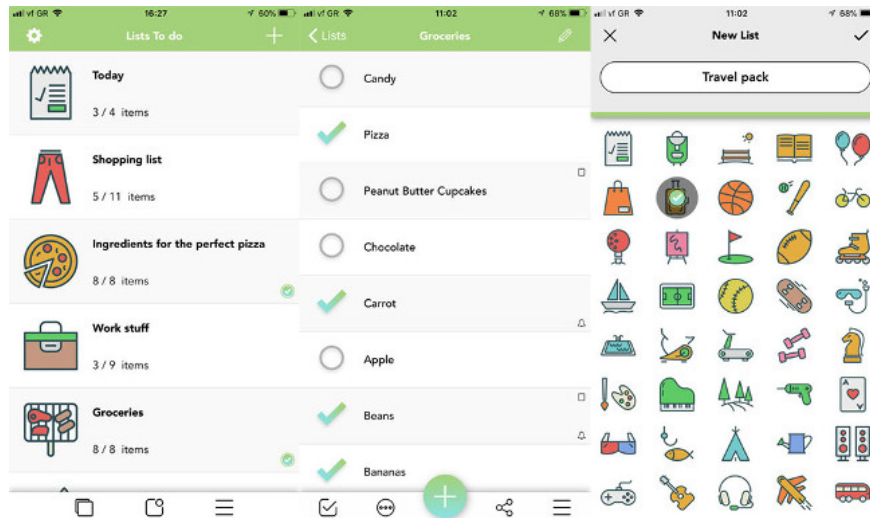 vf GR 16:27 60%
Lists To do
Today
3 / 4 items
Shopping list
5 / 11 items
Ingredients for the perfect pizza
8 / 8 items
Work stuff
3 / 9 items
Groceries
8 / 8 items
vf GR 11:02 68%
Lists Groceries
Candy
Pizza
Peanut Butter Cupcakes
Chocolate
Carrot
Apple
Beans
Bananas
vf GR 11:02 68%
New List
Travel pack
A
A